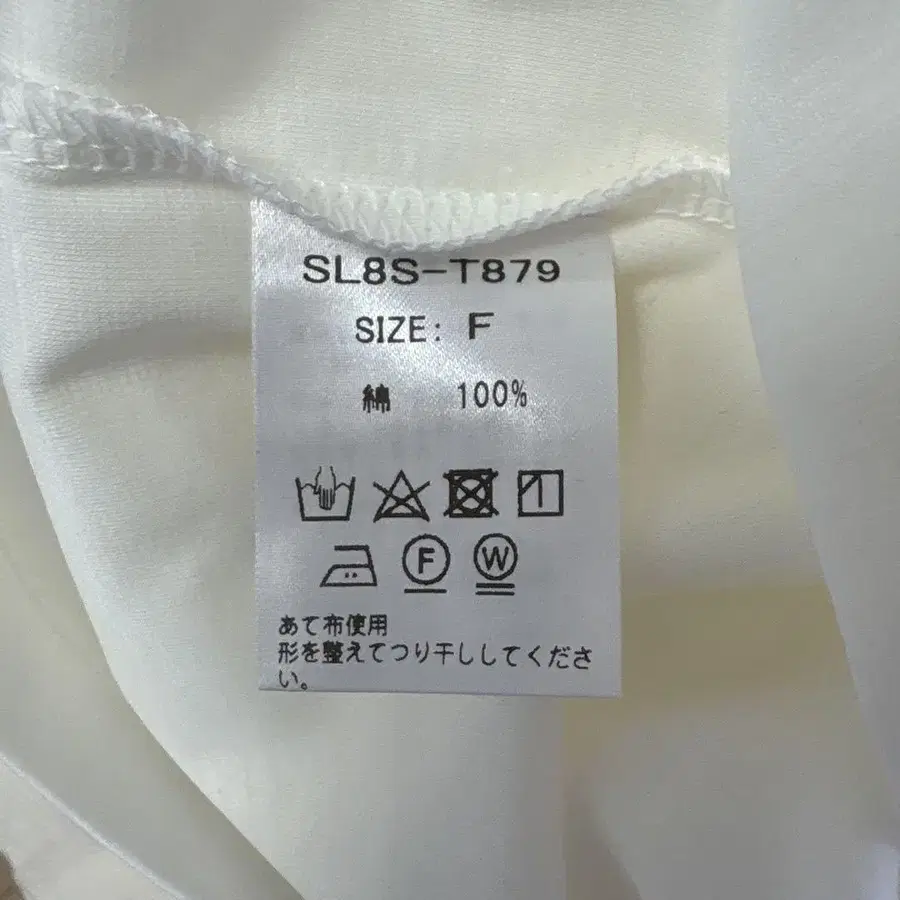 SL8S-T879
SIZE: F
綿 100%
F W
あて布使用
形を整えてつり干ししてくださ
い。